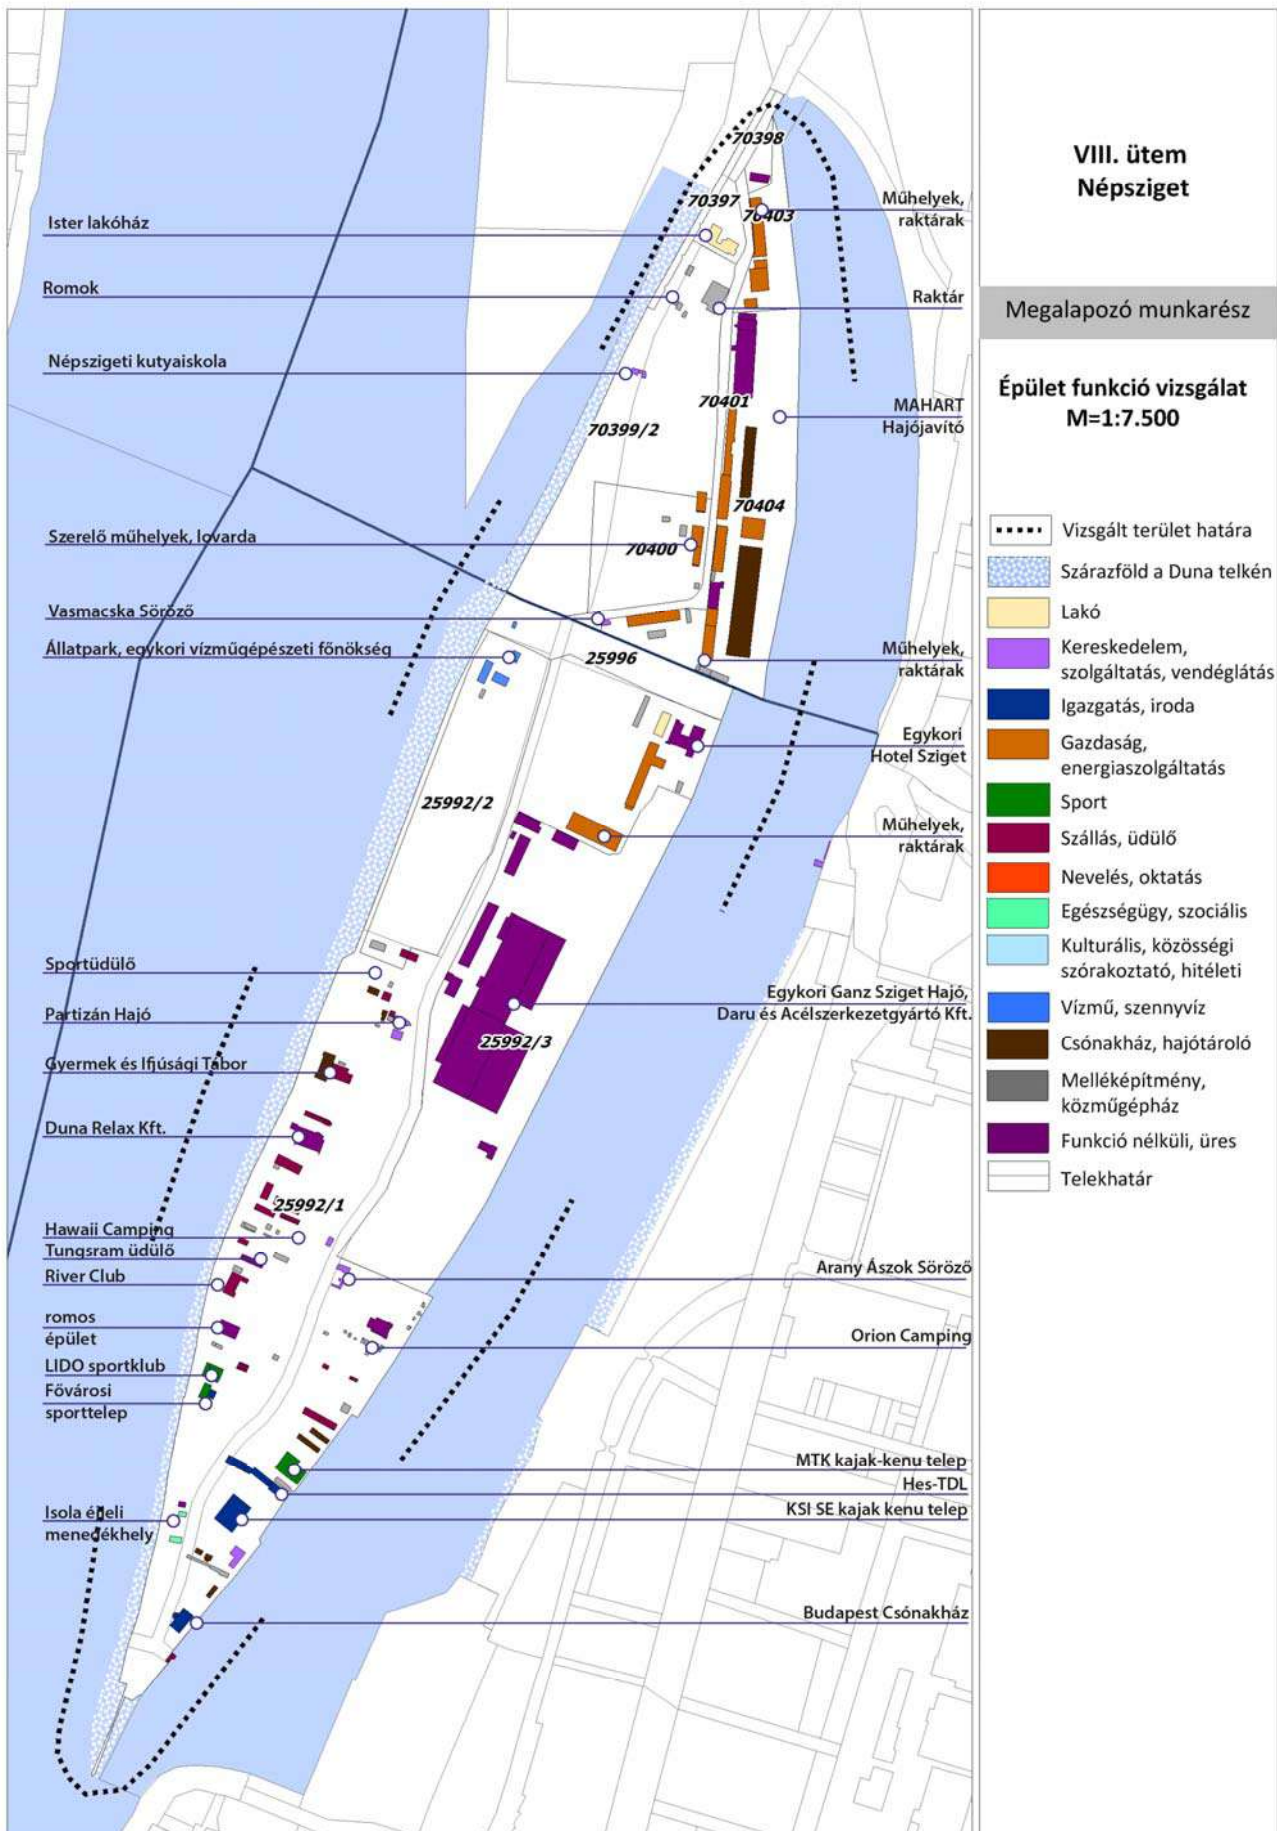 Ister lakóház
Romok
Népszigeti kutyaiskola
Szerelő műhelyek, lovarda
Vasmacska Söröző
Állatpark, egykori vízműgépészeti főnökség
Sportüdülő
Partizán Hajó
Gyermek és Ifjúsági Tábor
Duna Relax Kft.
Hawaii Camping
Tungsram üdülő
River Club
romos
épület
LIDO sportklub
Fővárosi
sporttelep
Isola éjjeli
menedékhely
70398
70397
70403
70401
70399/2
70404
70400
25996
25992/2
25992/3
25992/1
Műhelyek,
raktárak
Raktár
MAHART
Hajójavító
Műhelyek,
raktárak
Egykori
Hotel Sziget
Műhelyek,
raktárak
Egykori Ganz Sziget Hajó,
Daru és Acélszerkezetgyártó Kft.
Arany Ászok Söröző
Orion Camping
MTK kajak-kenu telep
Hes-TDL
KSI SE kajak kenu telep
Budapest Csónakház
VIII. ütem
Népsziget
Megalapozó munkarész
Épület funkció vizsgálat
M=1:7.500
Vizsgált terület határa
Szárazföld a Duna telkén
Lakó
Kereskedelem,
szolgáltatás, vendéglátás
Igazgatás, iroda
Gazdaság,
energiaszolgáltatás
Sport
Szállás, üdülő
Nevelés, oktatás
Egészségügy, szociális
Kulturális, közösségi
szórakoztató, hitéleti
Vízmű, szennyvíz
Csónakház, hajótároló
Melléképítmény,
közműgépház
Funkció nélküli, üres
Telekhatár